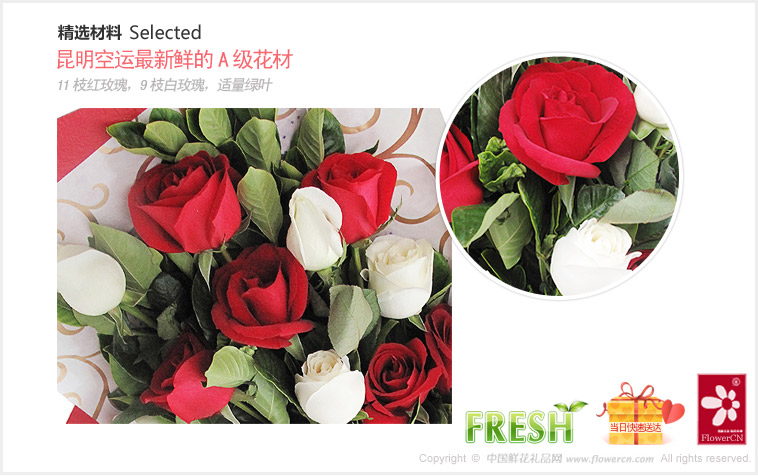 精选材料 Selected
昆明空运最新鲜的 A 级花材
11 枝红玫瑰，9 枝白玫瑰，适量绿叶
FRESH
当日快速送达
FlowerCN
Copyright © 中国鲜花礼品网 www.flowercn.com All rights reserved.